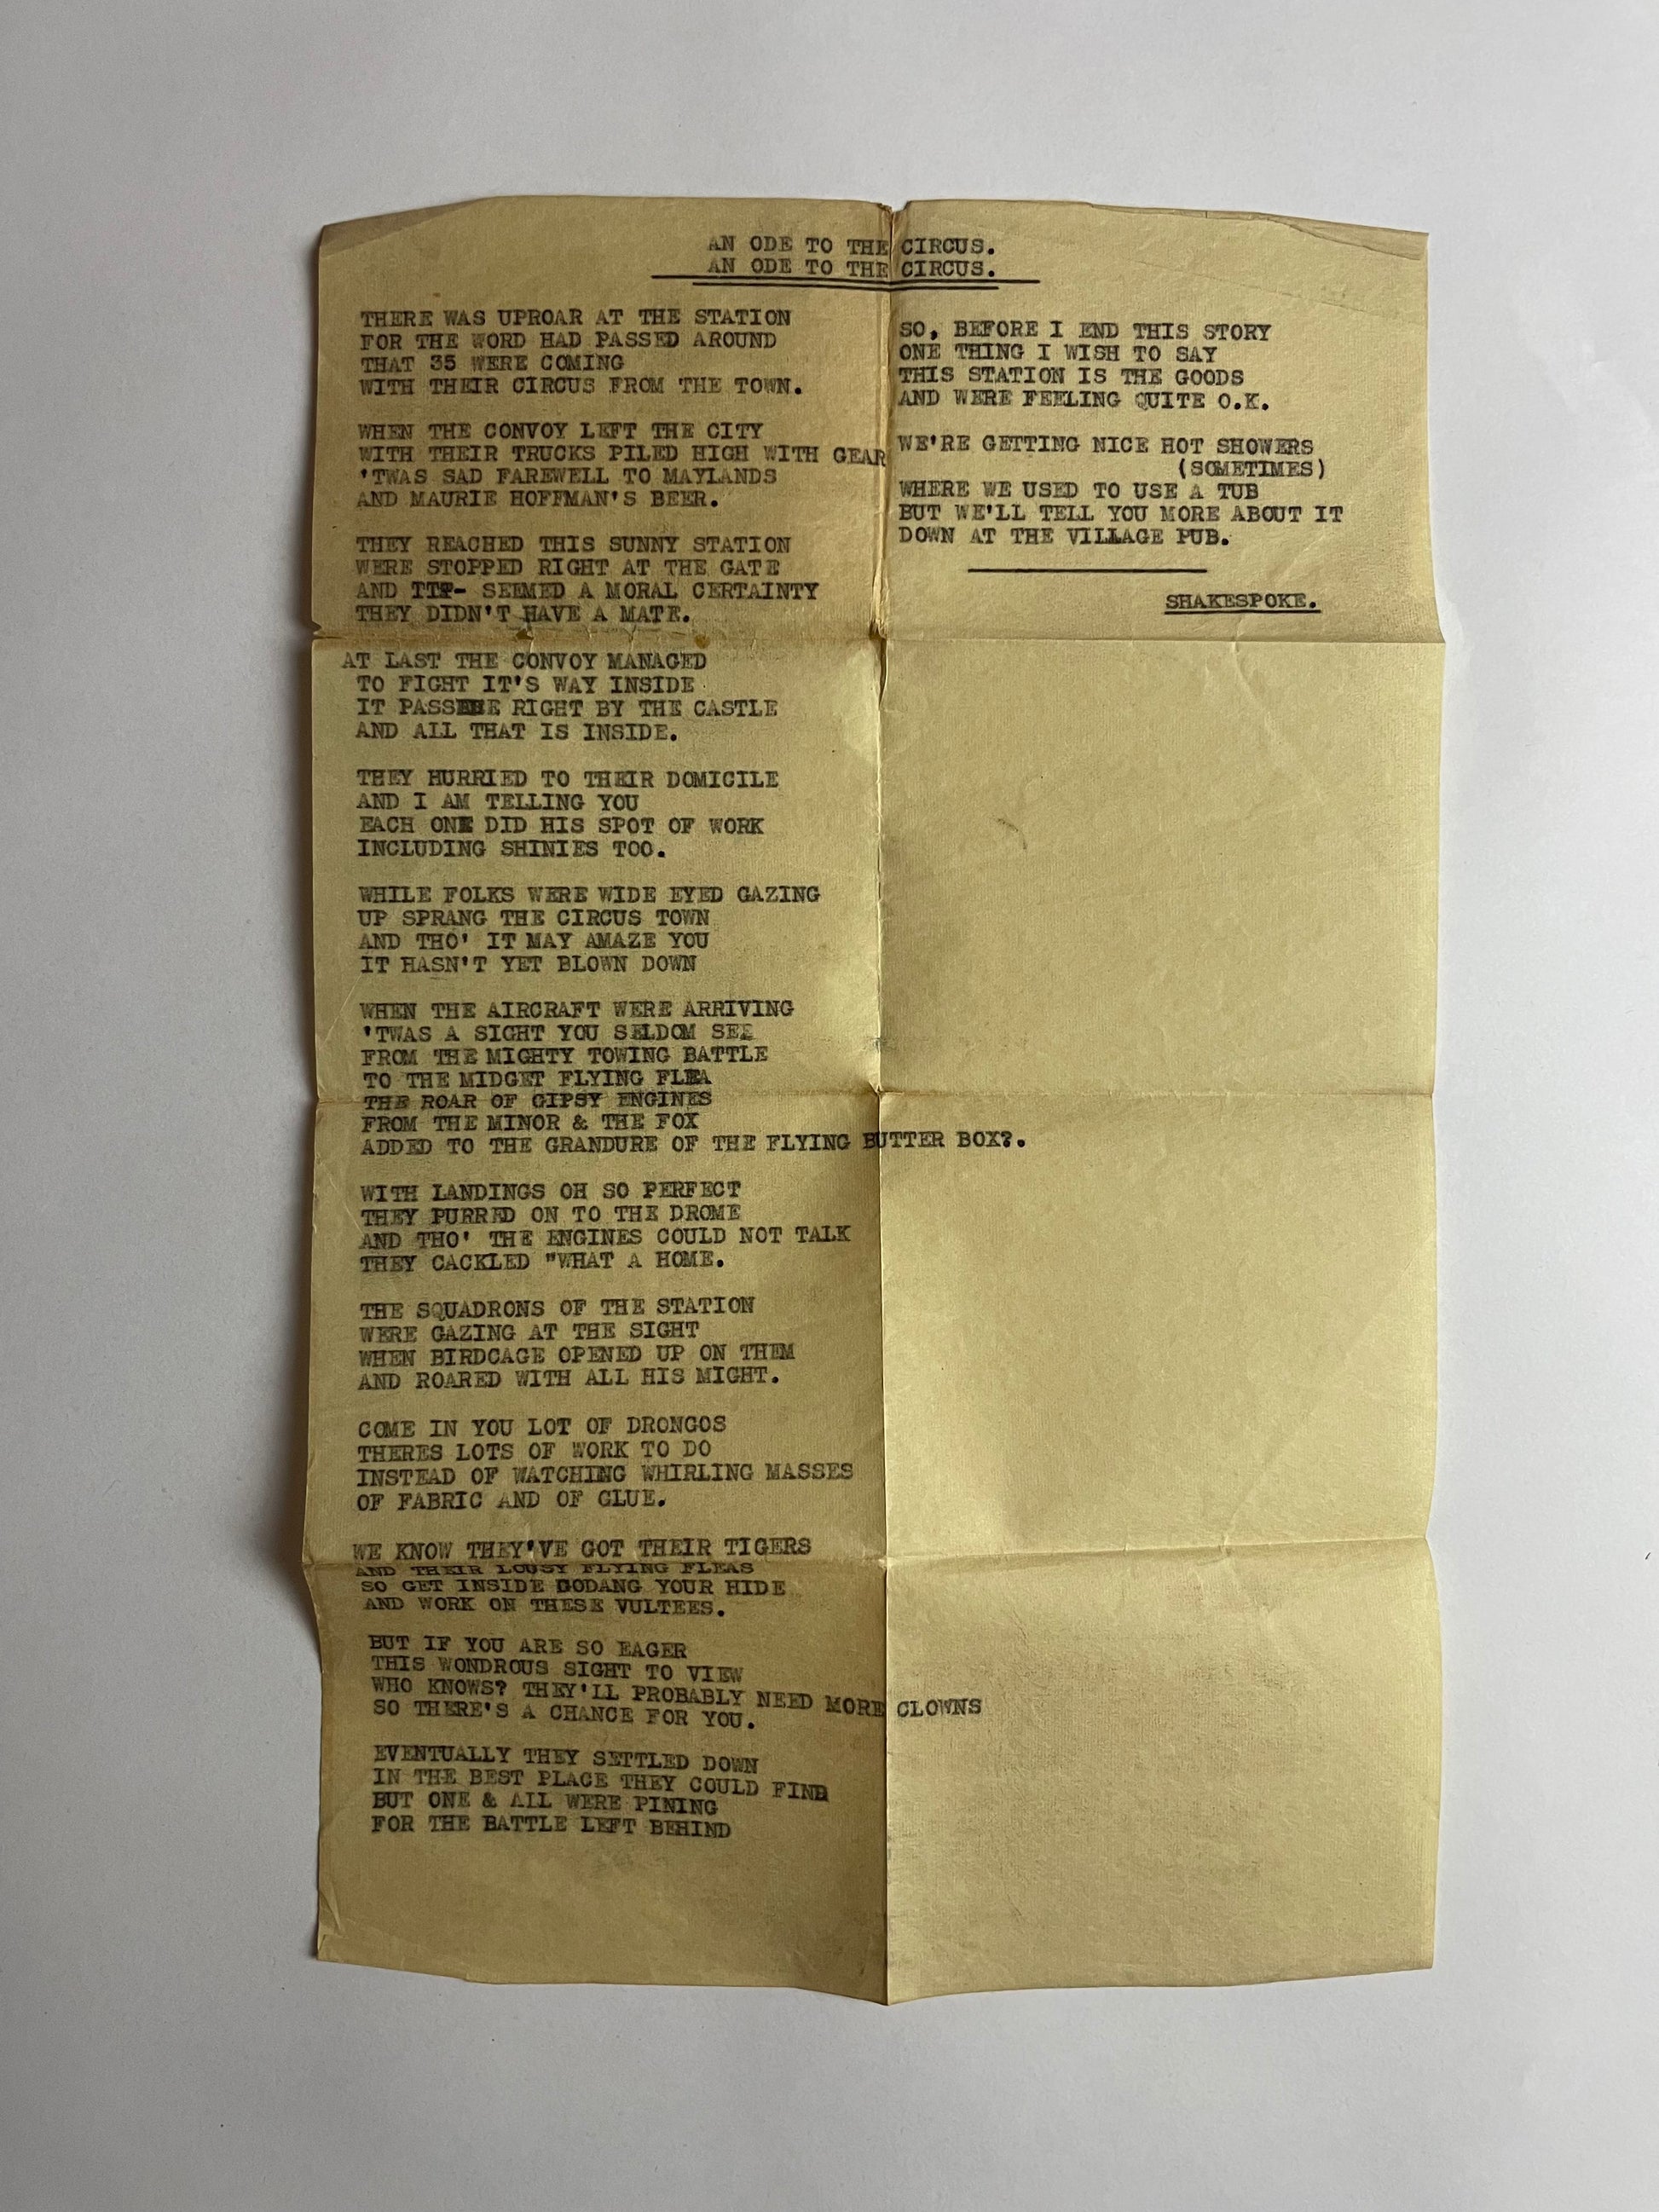 AN ODE TO THE CIRCUS.
AN ODE TO THE CIRCUS.
THERE WAS UPROAR AT THE STATION
FOR THE WORD HAD PASSED AROUND
THAT 35 WERE COMING
WITH THEIR CIRCUS FROM THE TOWN.
WHEN THE CONVOY LEFT THE CITY
WITH THEIR TRUCKS PILED HIGH WITH GEAR
'TWAS SAD FAREWELL TO MAYLANDS
AND MAURIE HOFFMAN'S BEER.
THEY REACHED THIS SUNNY STATION
WERE STOPPED RIGHT AT THE GATE
AND SEEMED A MORAL CERTAINTY
THEY DIDN'T HAVE A MATE.
AT LAST THE CONVOY MANAGED
TO FIGHT IT'S WAY INSIDE
IT RIGHT BY THE CASTLE
AND ALL THAT IS INSIDE.
THEY HURRIED TO THEIR DOMICILE
AND I AM TELLING YOU
EACH ONE DID HIS SPOT OF WORK
INCLUDING SHINIES TOO.
WHILE FOLKS WERE WIDE EYED GAZING
UP SPRANG THE CIRCUS TOWN
AND THO' IT MAY AMAZE YOU
IT HASN'T YET BLOWN DOWN
WHEN THE AIRCRAFT WERE ARRIVING
'TWAS A SIGHT YOU SELDOM SEE
FROM THE MIGHTY TOWING BATTLE
TO THE MIDGET FLYING FLEA
THE ROAR OF GIPSY ENGINES
FROM THE MINOR & THE FOX
ADDED TO THE GRANDURE OF THE FLYING BUTTER BOX?.
WITH LANDINGS OH SO PERFECT
THEY PURRED ON TO THE DROME
AND THO' THE ENGINES COULD NOT TALK
THEY CACKLED "WHAT A HOME.
THE SQUADRONS OF THE STATION
WERE GAZING AT THE SIGHT
WHEN BIRDCAGE OPENED UP ON THEM
AND ROARED WITH ALL HIS MIGHT.
COME IN YOU LOT OF DRONGOS
THERES LOTS OF WORK TO DO
INSTEAD OF WATCHING WHIRLING MASSES
OF FABRIC AND OF GLUE.
WE KNOW THEY'VE GOT THEIR TIGERS
AND THEIR LOUSY FLYING FLEAS
SO GET INSIDE GODANG YOUR HIDE
AND WORK ON THESE VULTEES.
BUT IF YOU ARE SO EAGER
THIS WONDROUS SIGHT TO VIEW
WHO KNOWS? THEY'LL PROBABLY NEED MORE CLOWNS
SO THERE'S A CHANCE FOR YOU.
EVENTUALLY THEY SETTLED DOWN
IN THE BEST PLACE THEY COULD FIND
BUT ONE & ALL WERE PINING
FOR THE BATTLE LEFT BEHIND
SO, BEFORE I END THIS STORY
ONE THING I WISH TO SAY
THIS STATION IS THE GOODS
AND WERE FEELING QUITE O.K.
WE'RE GETTING NICE HOT SHOWERS
(SOMETIMES)
WHERE WE USED TO USE A TUB
BUT WE'LL TELL YOU MORE ABOUT IT
DOWN AT THE VILLAGE PUB.
SHAKESPOKE.